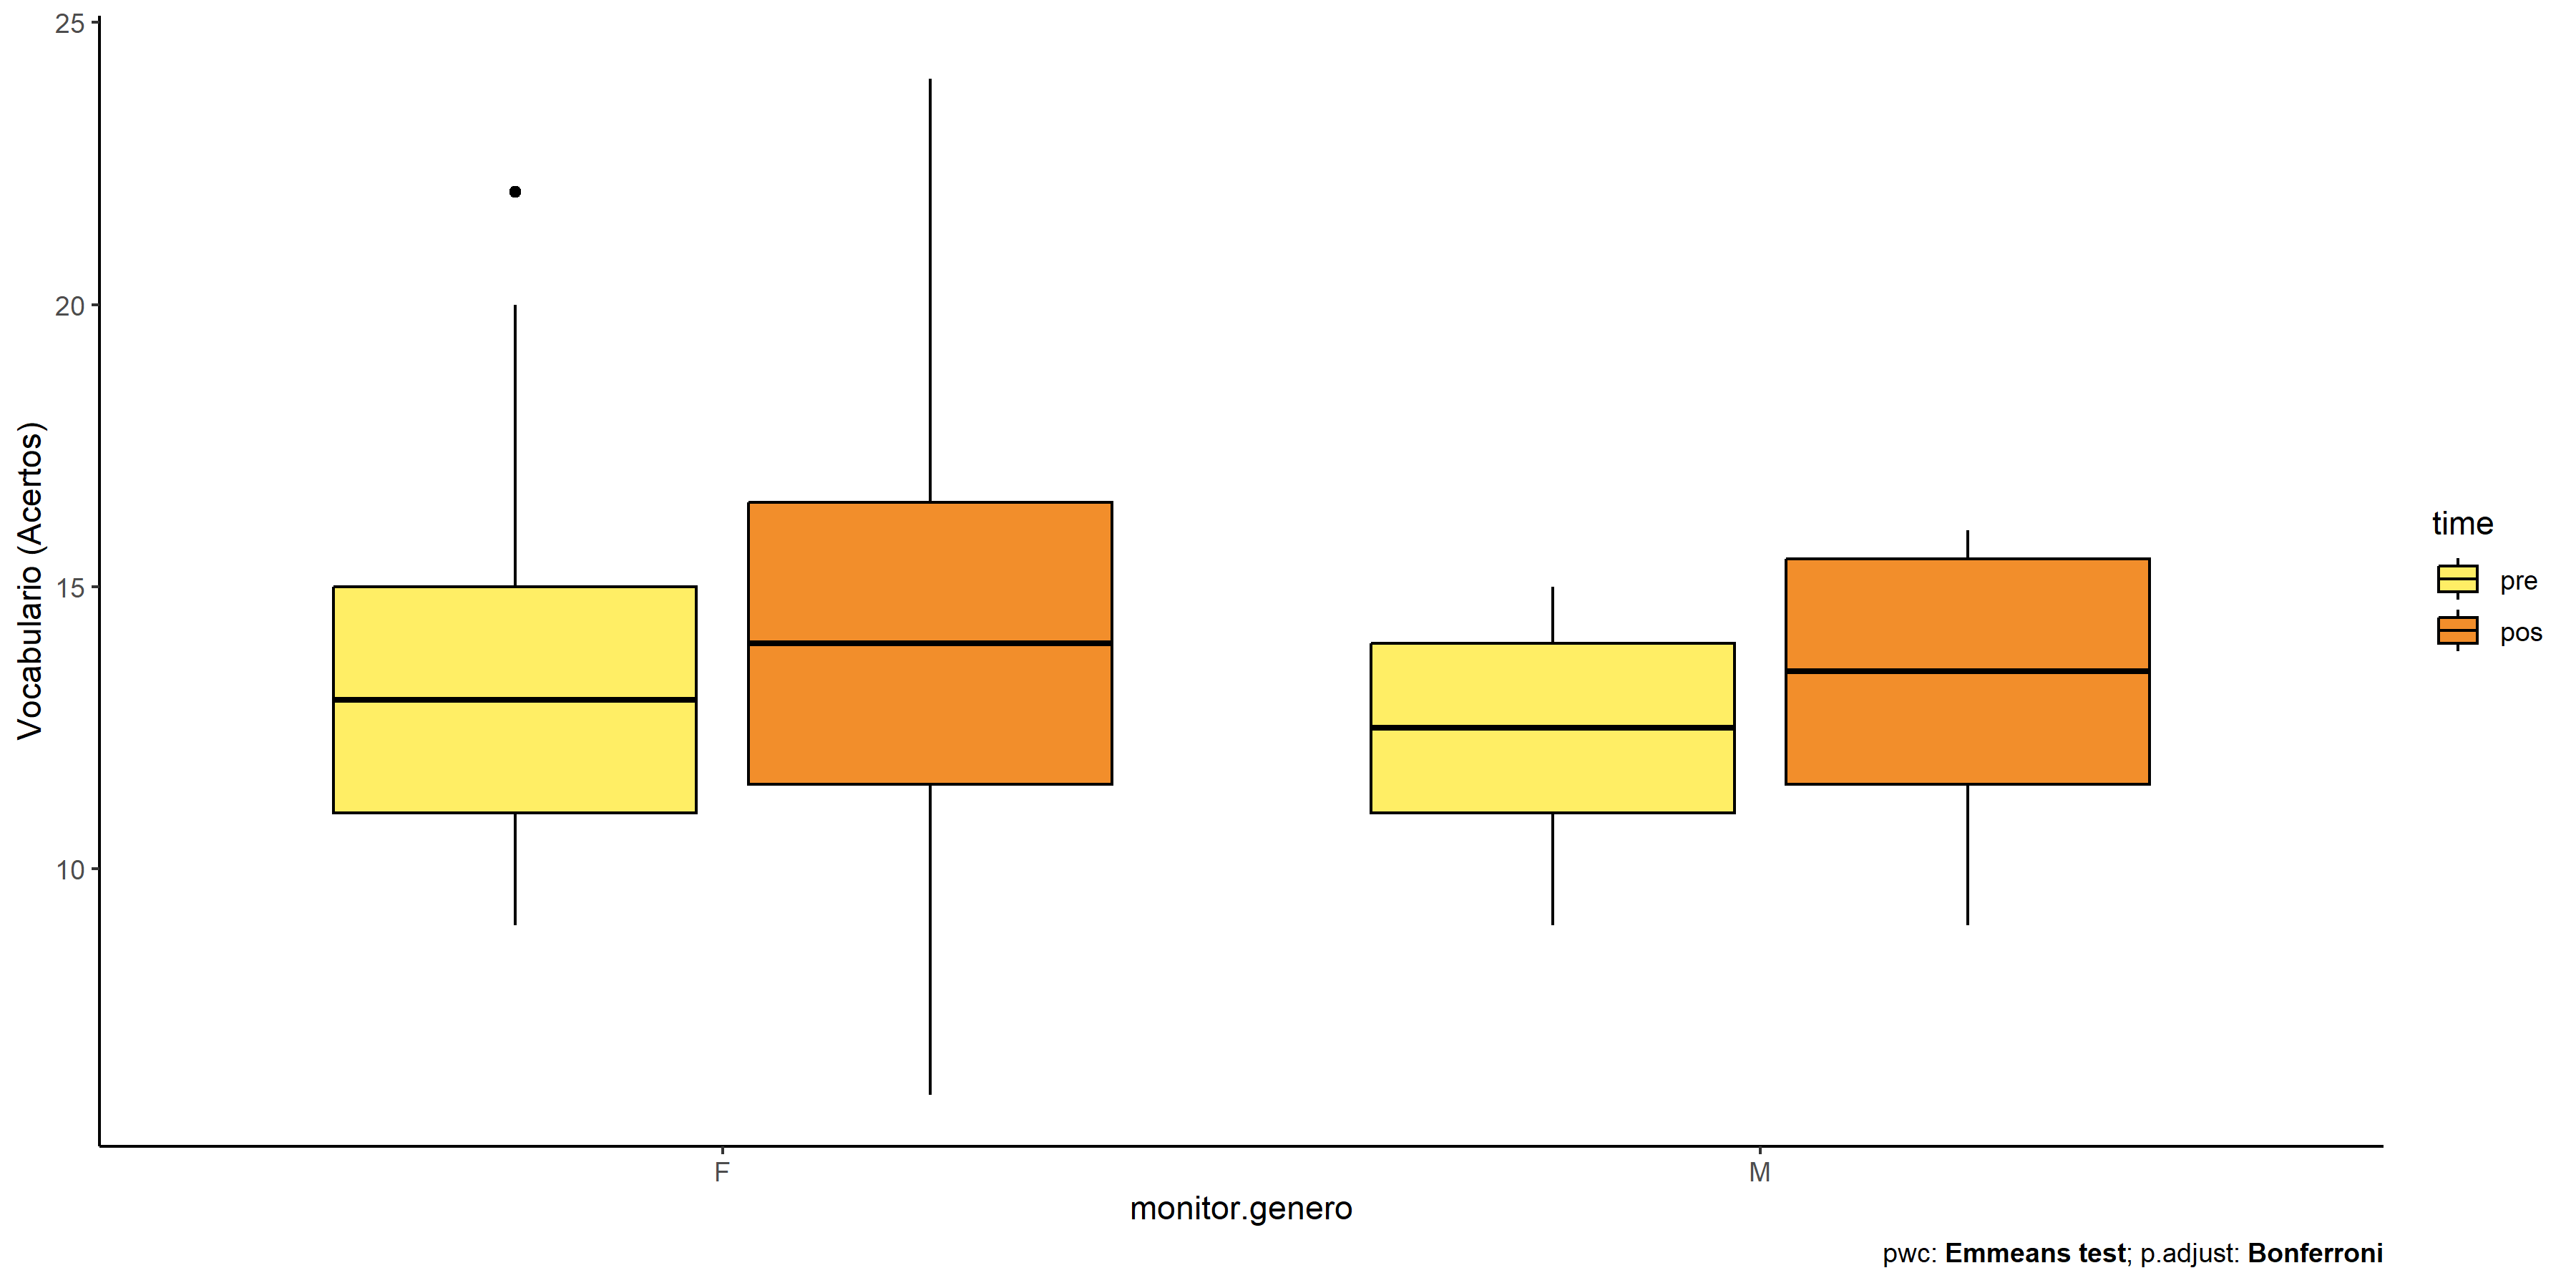 25
20
15
10
Vocabulario (Acertos)
F
M
monitor.genero
time
pre
pos
pwc: Emmeans test; p.adjust: Bonferroni